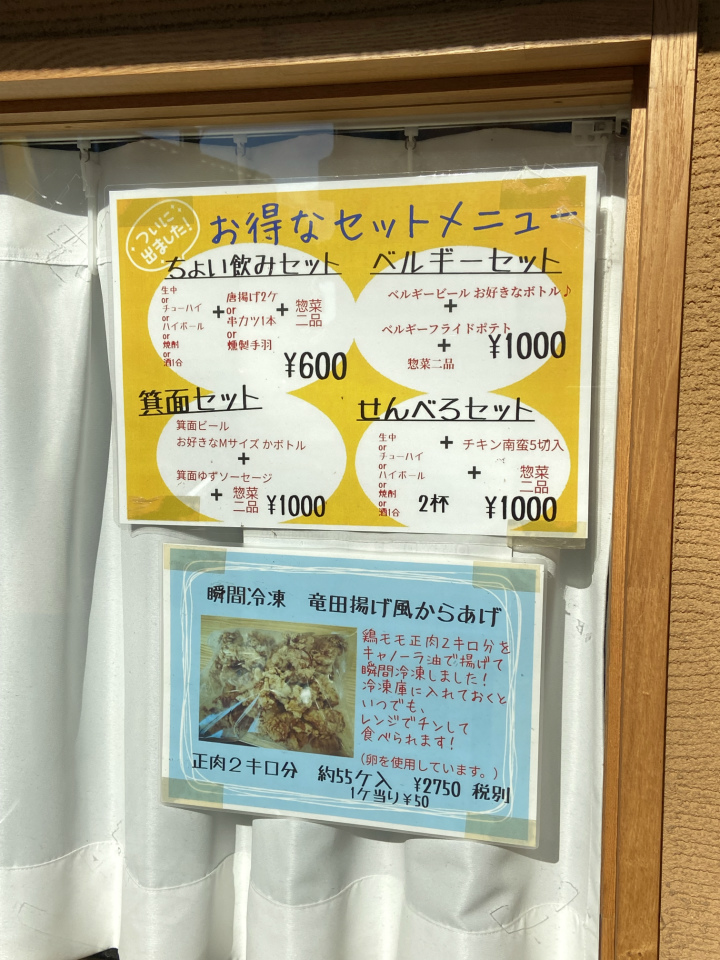 ついに
出ました!
お得なセットメニュー
ちょい飲みセット
生中
or
チューハイ
or
ハイボール
or
焼酎
or
酒1合
+
唐揚げ2ケ
or
串カツ1本
or
燻製手羽
+
惣菜
二品
¥600
ベルギーセット
ベルギービール お好きなボトル♪
+
ベルギーフライドポテト
+
惣菜二品
¥1000
箕面セット
箕面ビール
お好きなMサイズ かボトル
+
箕面ゆずソーセージ
+
惣菜
二品
¥1000
せんべろセット
生中
or
チューハイ
or
ハイボール
or
焼酎
or
酒1合
2杯
+ チキン南蛮5切入
+
惣菜
二品
¥1000
瞬間冷凍 竜田揚げ風からあげ
鶏モモ正肉2キロ分を
キャノーラ油で揚げて
瞬間冷凍しました!
冷凍庫に入れておくと
いつでも、
レンジでチンして
食べられます!
(卵を使用しています。)
正肉2キロ分 約55ケ入 ¥2750 税別
1ケ当り¥50